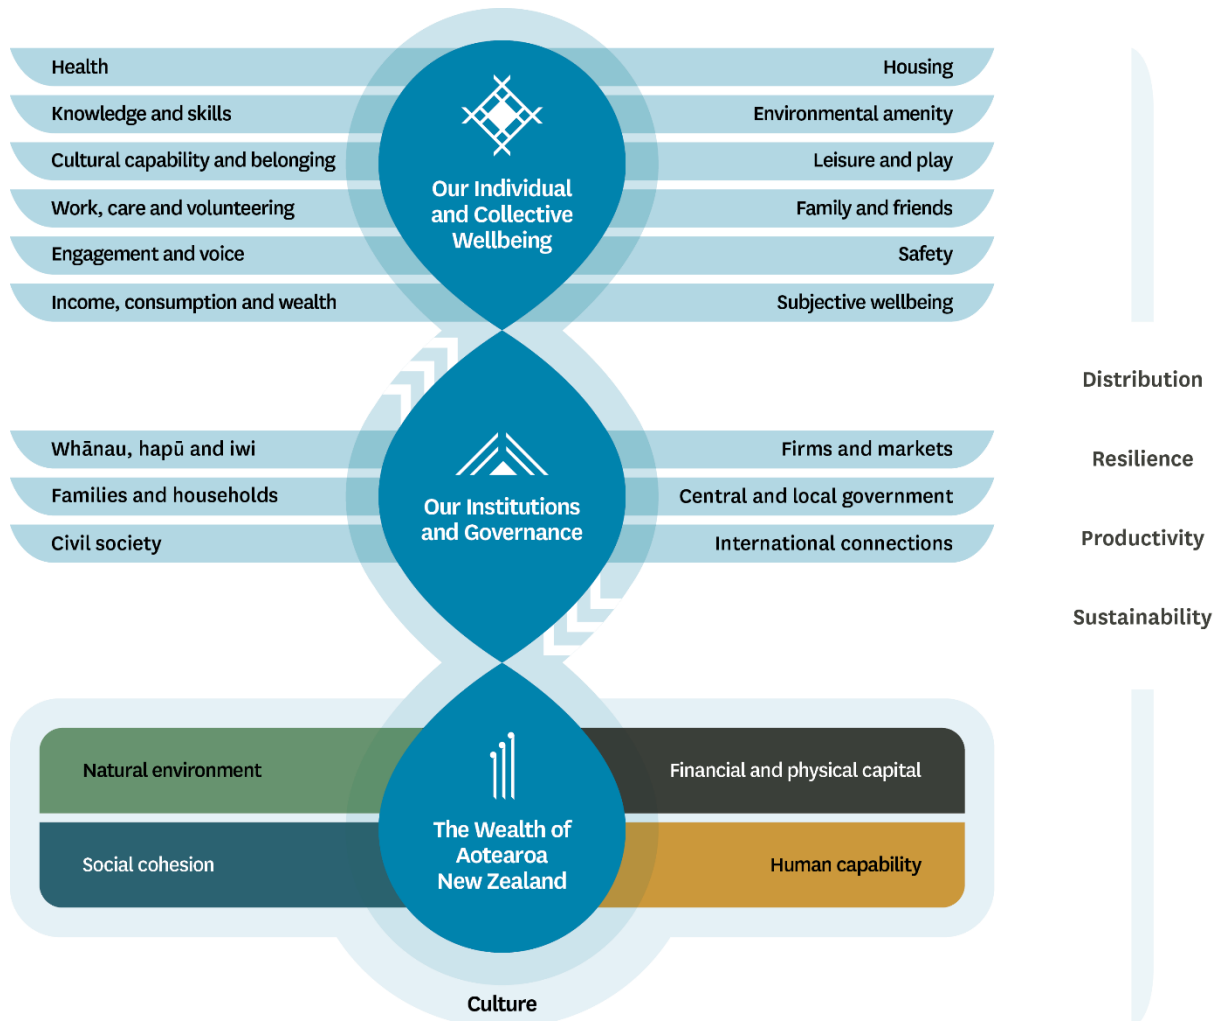 Health
Housing
Knowledge and skills
Environmental amenity
Cultural capability and belonging
Leisure and play
Work, care and volunteering
Family and friends
Engagement and voice
Safety
Income, consumption and wealth
Subjective wellbeing
Our Individual
and Collective
Wellbeing
Whānau, hapū and iwi
Firms and markets
Families and households
Central and local government
Civil society
International connections
Our Institutions
and Governance
Natural environment
Financial and physical capital
Social cohesion
Human capability
The Wealth of
Aotearoa
New Zealand
Culture
Distribution
Resilience
Productivity
Sustainability